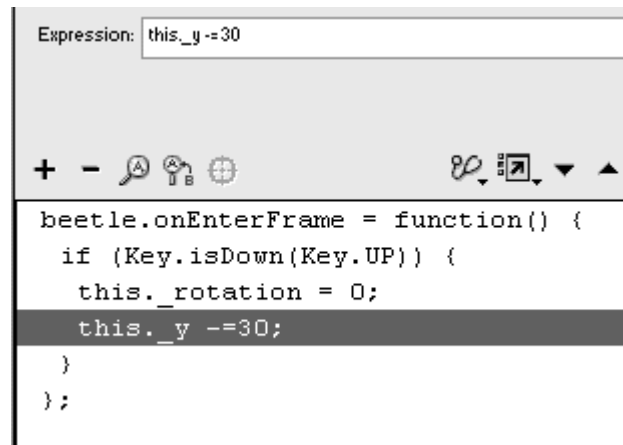 Expression: this._y -=30
beetle.onEnterFrame = function() {
if (Key.isDown(Key.UP)) {
this._rotation = 0;
this._y -=30;
}
};